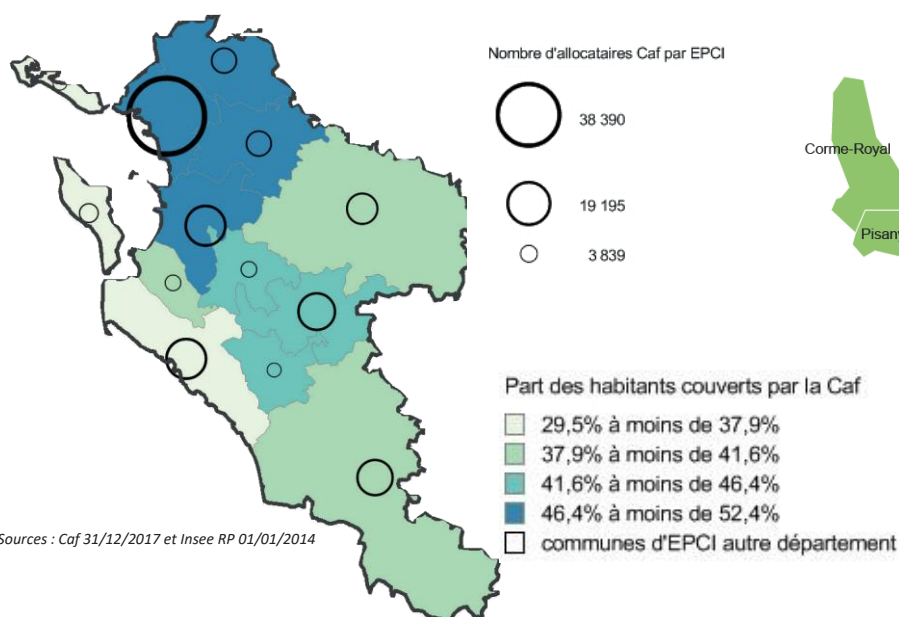 Nombre d'allocataires Caf par EPCI
38 390
19 195
3 839
Corme-Royal
Part des habitants couverts par la Caf
29,5% à moins de 37,9%
37,9% à moins de 41,6%
41,6% à moins de 46,4%
46,4% à moins de 52,4%
communes d'EPCI autre département
Sources : Caf 31/12/2017 et Insee RP 01/01/2014